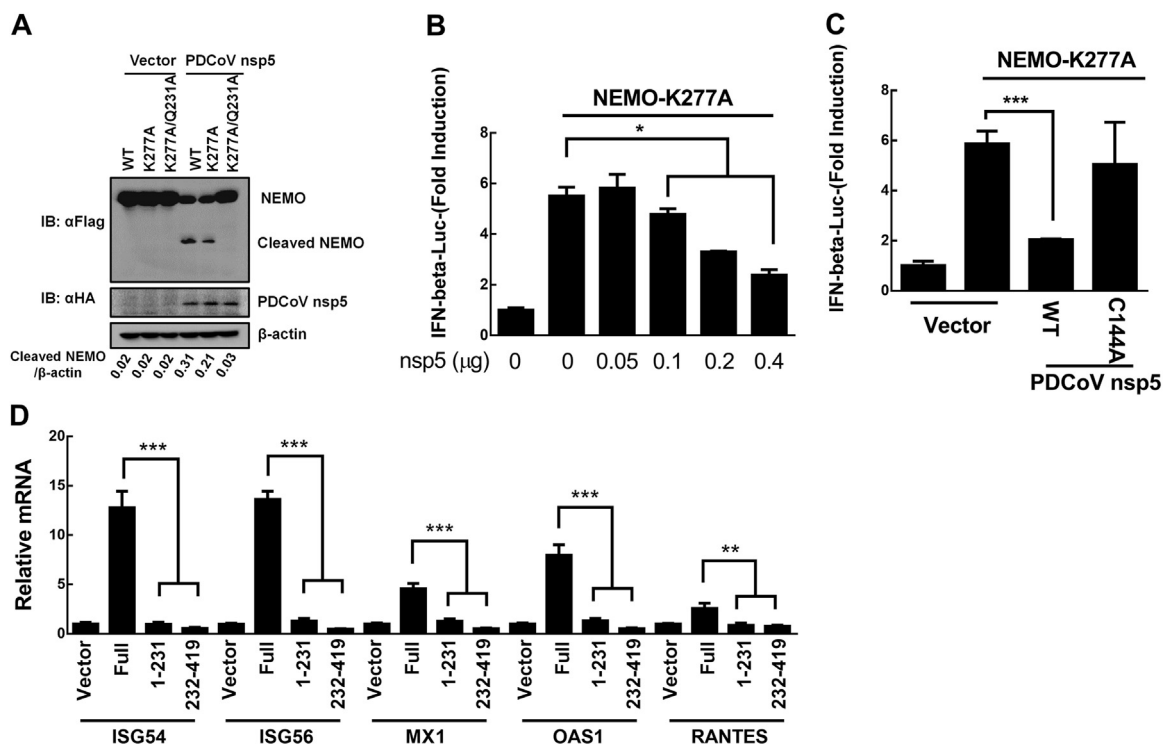 A
Vector PDCoV nsp5
WT
K277A
K277A/Q231A
WT
K277A
K277A/Q231A
IB: αFlag
NEMO
Cleaved NEMO
IB: αHA
PDCoV nsp5
β-actin
Cleaved NEMO
/β-actin
0.02 0.02 0.02 0.31 0.21 0.03
B
IFN-beta-Luc-(Fold Induction)
NEMO-K277A
*
8
6
4
2
0
nsp5 (μg) 0 0 0.05 0.1 0.2 0.4
C
IFN-beta-Luc-(Fold Induction)
NEMO-K277A
***
8
6
4
2
0
Vector
WT
C144A
PDCoV nsp5
D
Relative mRNA
20
15
10
5
0
*** *** *** *** **
Vector Full 1-231 232-419 Vector Full 1-231 232-419 Vector Full 1-231 232-419 Vector Full 1-231 232-419 Vector Full 1-231 232-419
ISG54 ISG56 MX1 OAS1 RANTES